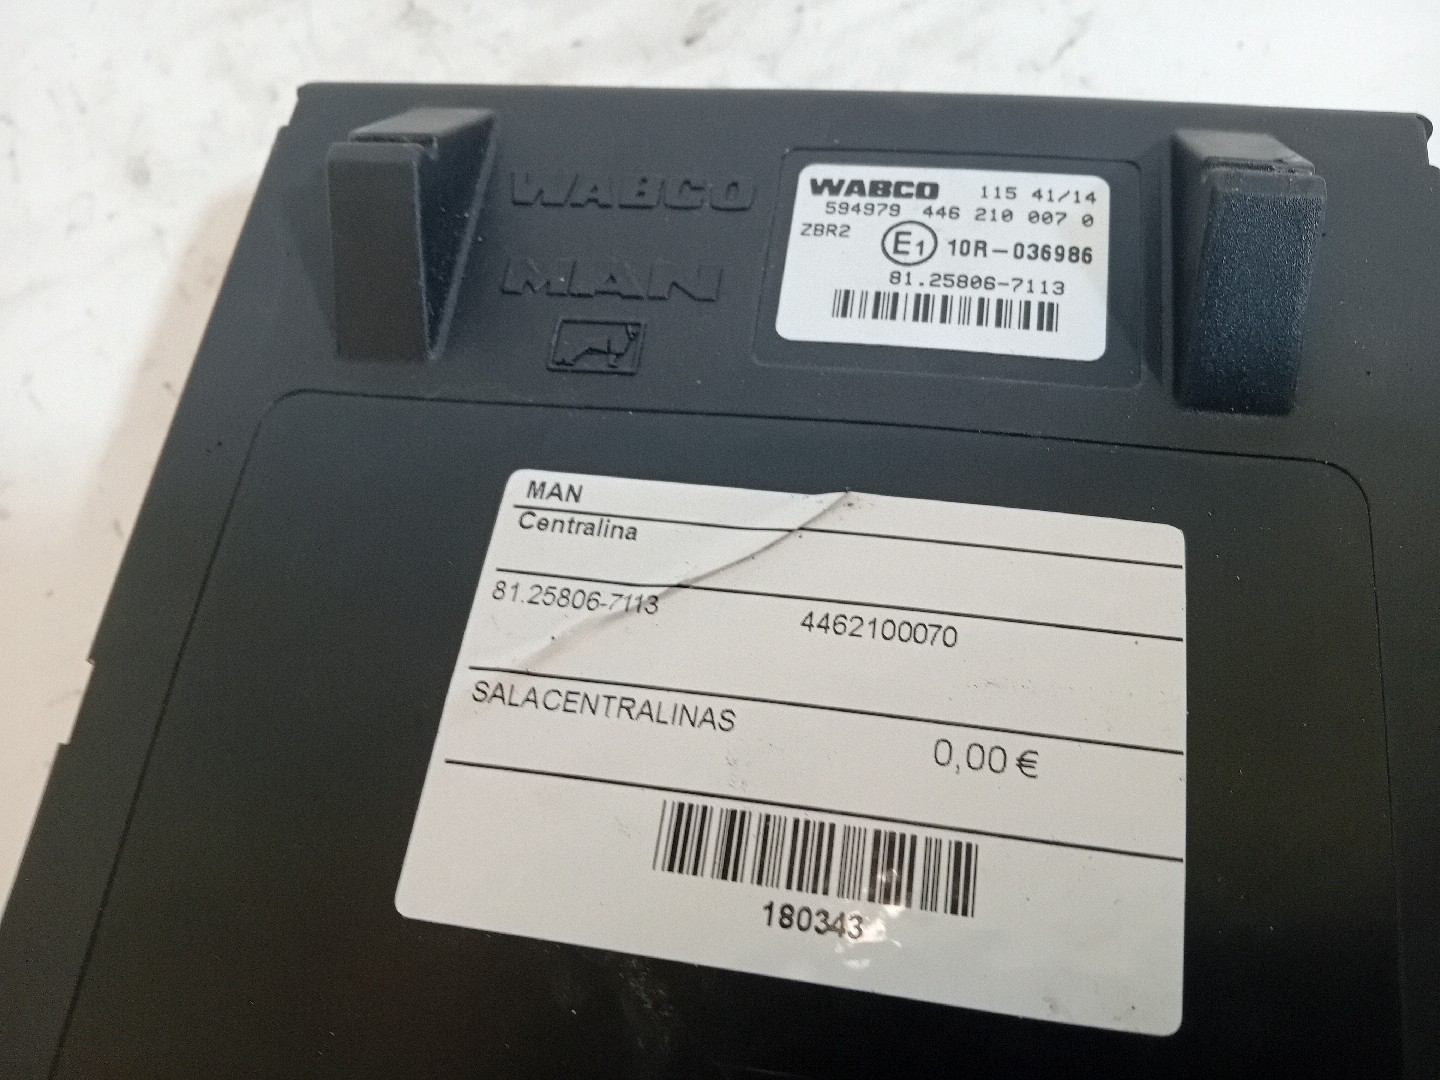 WABCO
MAN
WABCO 115 41/14
594979 446 210 007 0
ZBR2 E1 10R-036986
81.25806-7113
MAN
Centralina
81.25806-7113 4462100070
SALACENTRALINAS
0,00 €
180343